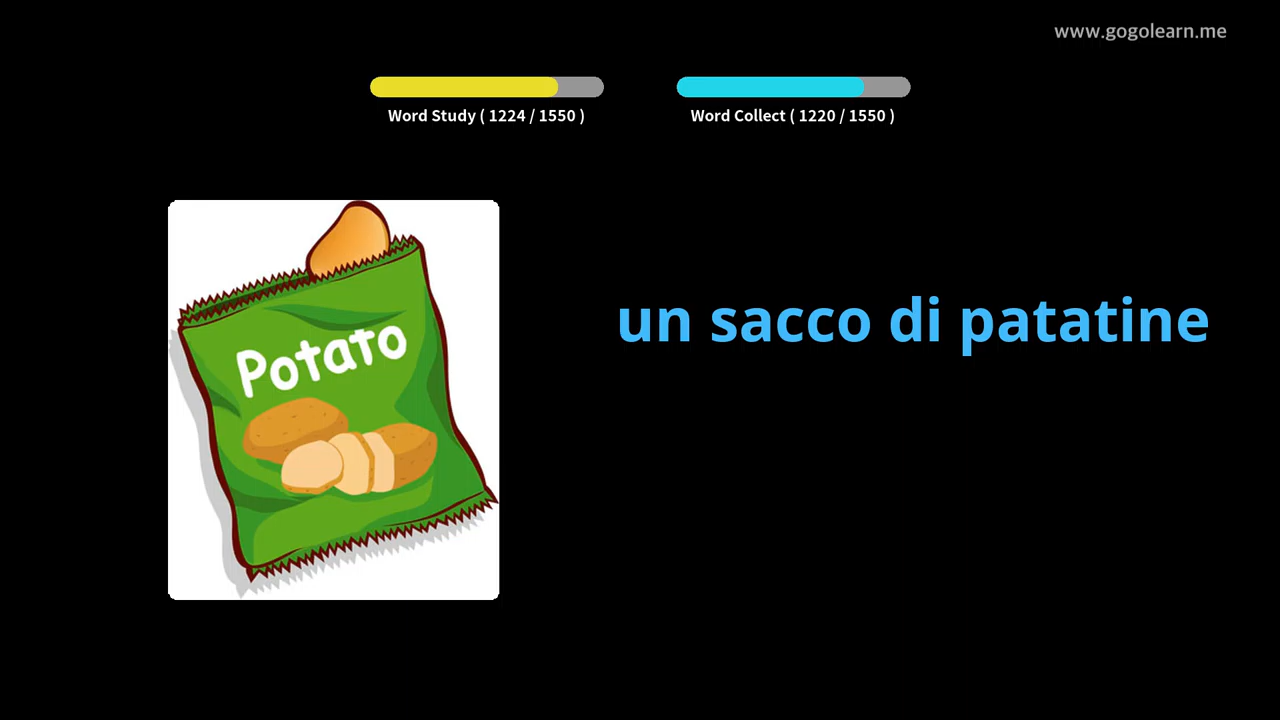 www.gogolearn.me
Word Study ( 1224 / 1550 )
Word Collect ( 1220 / 1550 )
Potato
un sacco di patatine